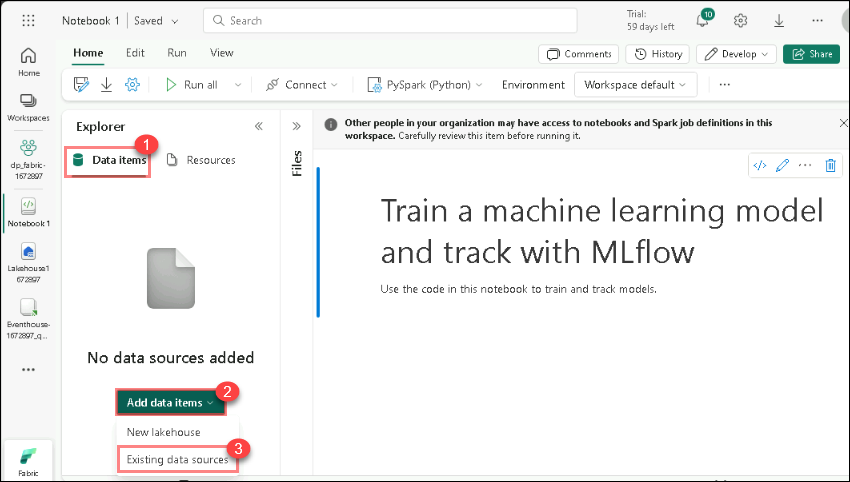 Notebook 1 | Saved
Search
Trial:
59 days left
10
Home Edit Run View
Comments
History
Develop
Share
Run all
Connect
PySpark (Python)
Environment
Workspace default
Home
Workspaces
dp_fabric-
1672897
Notebook 1
Lakehouse1
672897
Eventhouse-
1672897_q...
Fabric
Explorer
1
Data items
Resources
No data sources added
Add data items
2
New lakehouse
3
Existing data sources
Files
Other people in your organization may have access to notebooks and Spark job definitions in this
workspace. Carefully review this item before running it.
Train a machine learning model
and track with MLflow
Use the code in this notebook to train and track models.